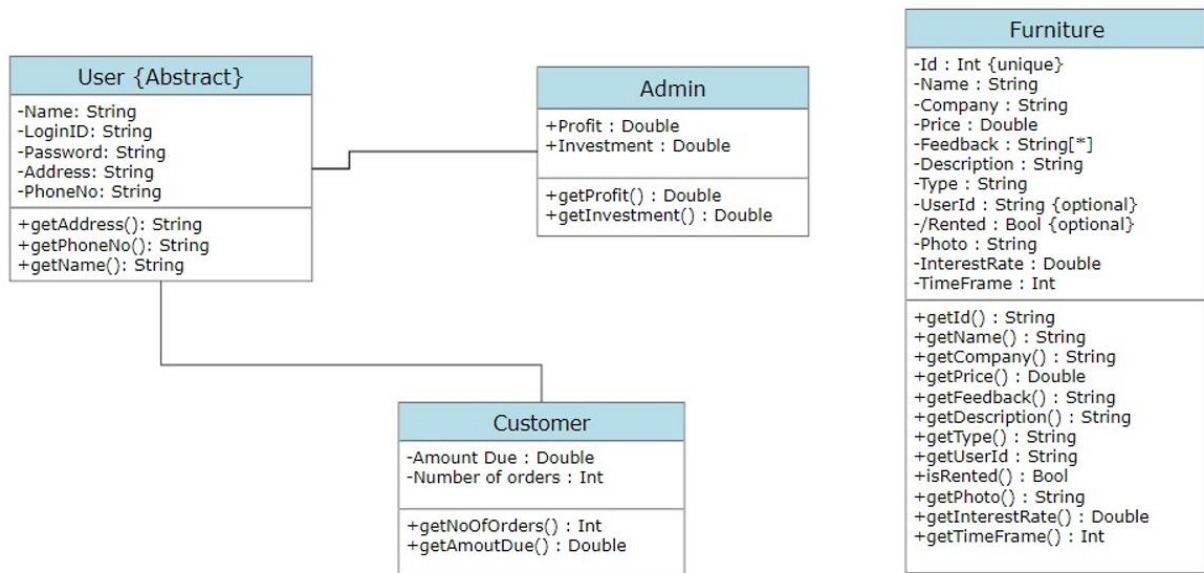 User {Abstract}
-Name: String
-LoginID: String
-Password: String
-Address: String
-PhoneNo: String
+getAddress(): String
+getPhoneNo(): String
+getName(): String
Admin
+Profit : Double
+Investment : Double
+getProfit() : Double
+getInvestment() : Double
Customer
-Amount Due : Double
-Number of orders : Int
+getNoOfOrders() : Int
+getAmoutDue() : Double
Furniture
-Id : Int {unique}
-Name : String
-Company : String
-Price : Double
-Feedback : String[*]
-Description : String
-Type : String
-UserId : String {optional}
-/Rented : Bool {optional}
-Photo : String
-InterestRate : Double
-TimeFrame : Int
+getId() : String
+getName() : String
+getCompany() : String
+getPrice() : Double
+getFeedback() : String
+getDescription() : String
+getType() : String
+getUserId : String
+isRented() : Bool
+getPhoto() : String
+getInterestRate() : Double
+getTimeFrame() : Int